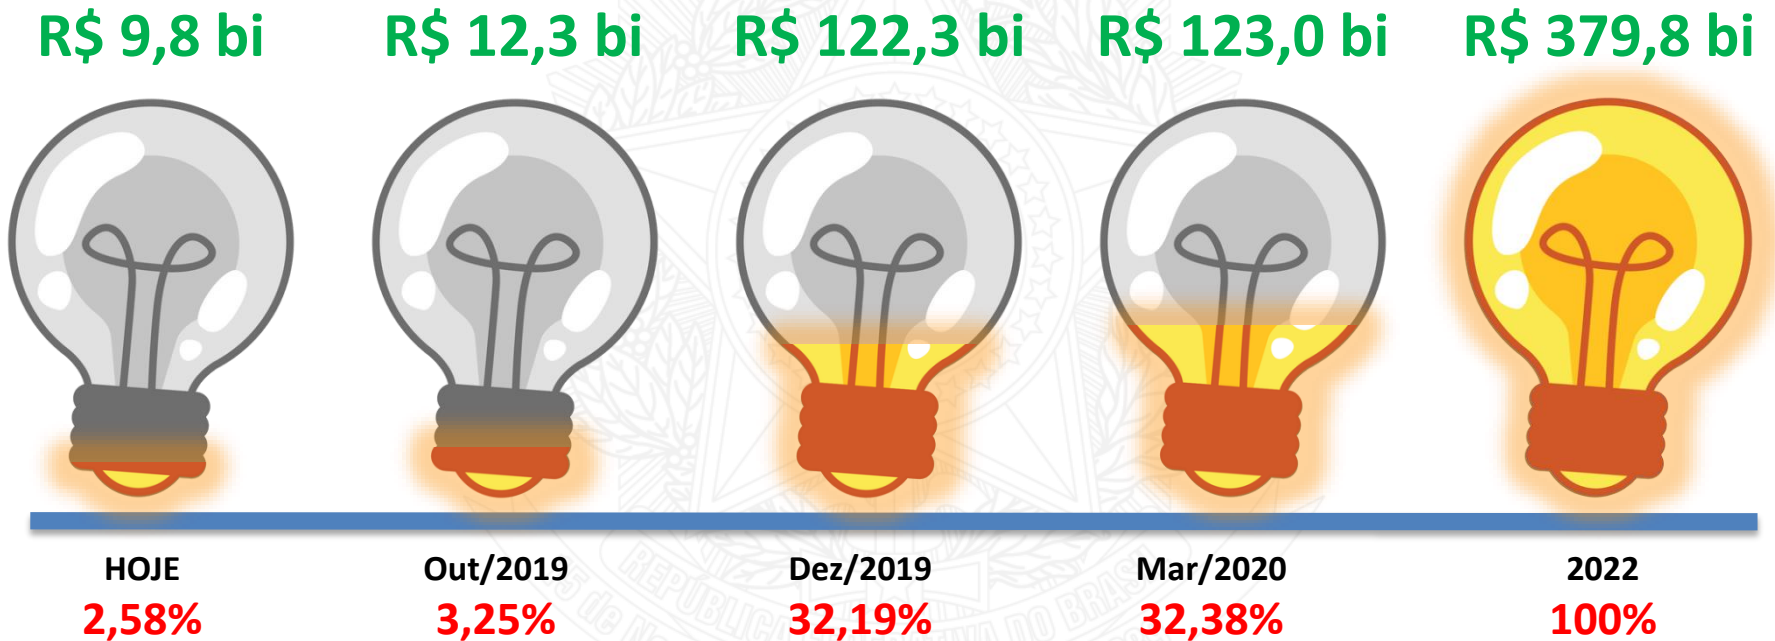 R$ 9,8 bi R$ 12,3 bi R$ 122,3 bi R$ 123,0 bi R$ 379,8 bi
HOJE Out/2019 Dez/2019 Mar/2020 2022
2,58% 3,25% 32,19% 32,38% 100%